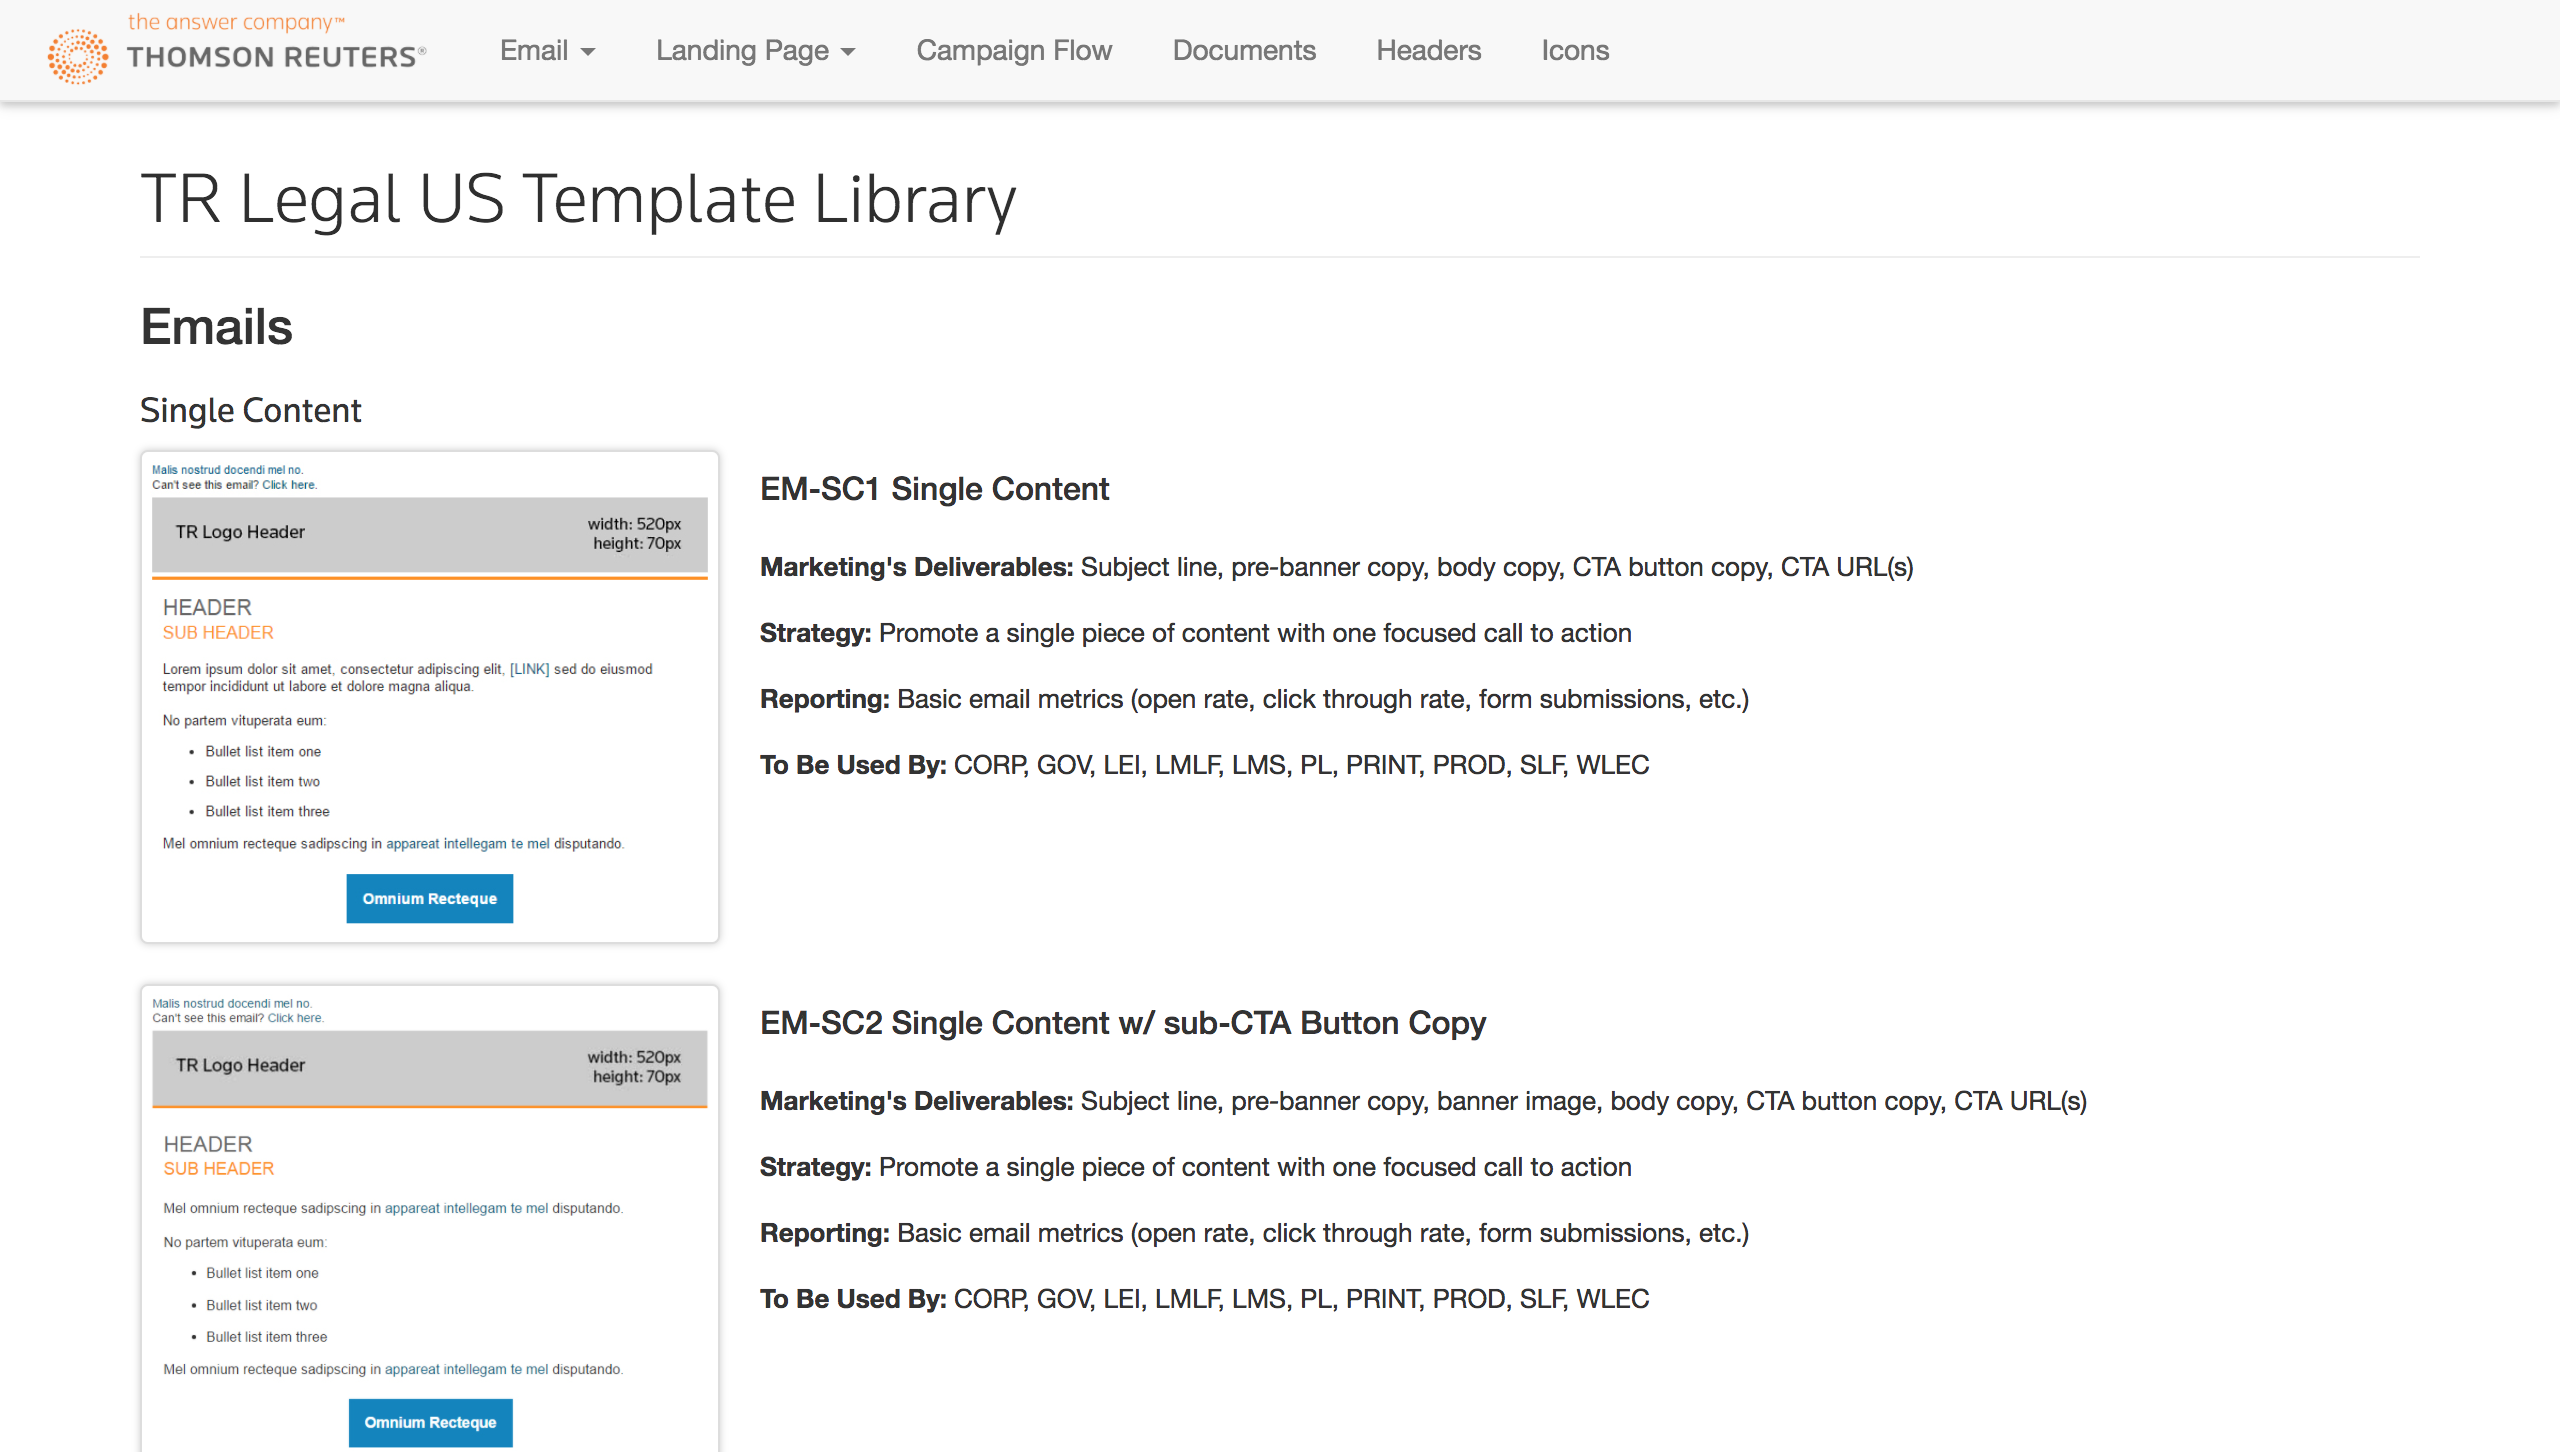 the answer company™
THOMSON REUTERS®
Email
Landing Page
Campaign Flow
Documents
Headers
Icons
TR Legal US Template Library
Emails
Single Content
Malis nostrud docendi mel no.
Can't see this email? Click here.
TR Logo Header
width: 520px
height: 70px
HEADER
SUB HEADER
Lorem ipsum dolor sit amet, consectetur adipiscing elit, [LINK] sed do eiusmod
tempor incididunt ut labore et dolore magna aliqua.
No partem vituperata eum:
• Bullet list item one
• Bullet list item two
• Bullet list item three
Mel omnium recteque sadipscing in appareat intellegam te mel disputando.
Omnium Recteque
EM-SC1 Single Content
Marketing's Deliverables: Subject line, pre-banner copy, body copy, CTA button copy, CTA URL(s)
Strategy: Promote a single piece of content with one focused call to action
Reporting: Basic email metrics (open rate, click through rate, form submissions, etc.)
To Be Used By: CORP, GOV, LEI, LMLF, LMS, PL, PRINT, PROD, SLF, WLEC
Malis nostrud docendi mel no.
Can't see this email? Click here.
TR Logo Header
width: 520px
height: 70px
HEADER
SUB HEADER
Mel omnium recteque sadipscing in appareat intellegam te mel disputando.
No partem vituperata eum:
• Bullet list item one
• Bullet list item two
• Bullet list item three
Mel omnium recteque sadipscing in appareat intellegam te mel disputando.
Omnium Recteque
EM-SC2 Single Content w/ sub-CTA Button Copy
Marketing's Deliverables: Subject line, pre-banner copy, banner image, body copy, CTA button copy, CTA URL(s)
Strategy: Promote a single piece of content with one focused call to action
Reporting: Basic email metrics (open rate, click through rate, form submissions, etc.)
To Be Used By: CORP, GOV, LEI, LMLF, LMS, PL, PRINT, PROD, SLF, WLEC